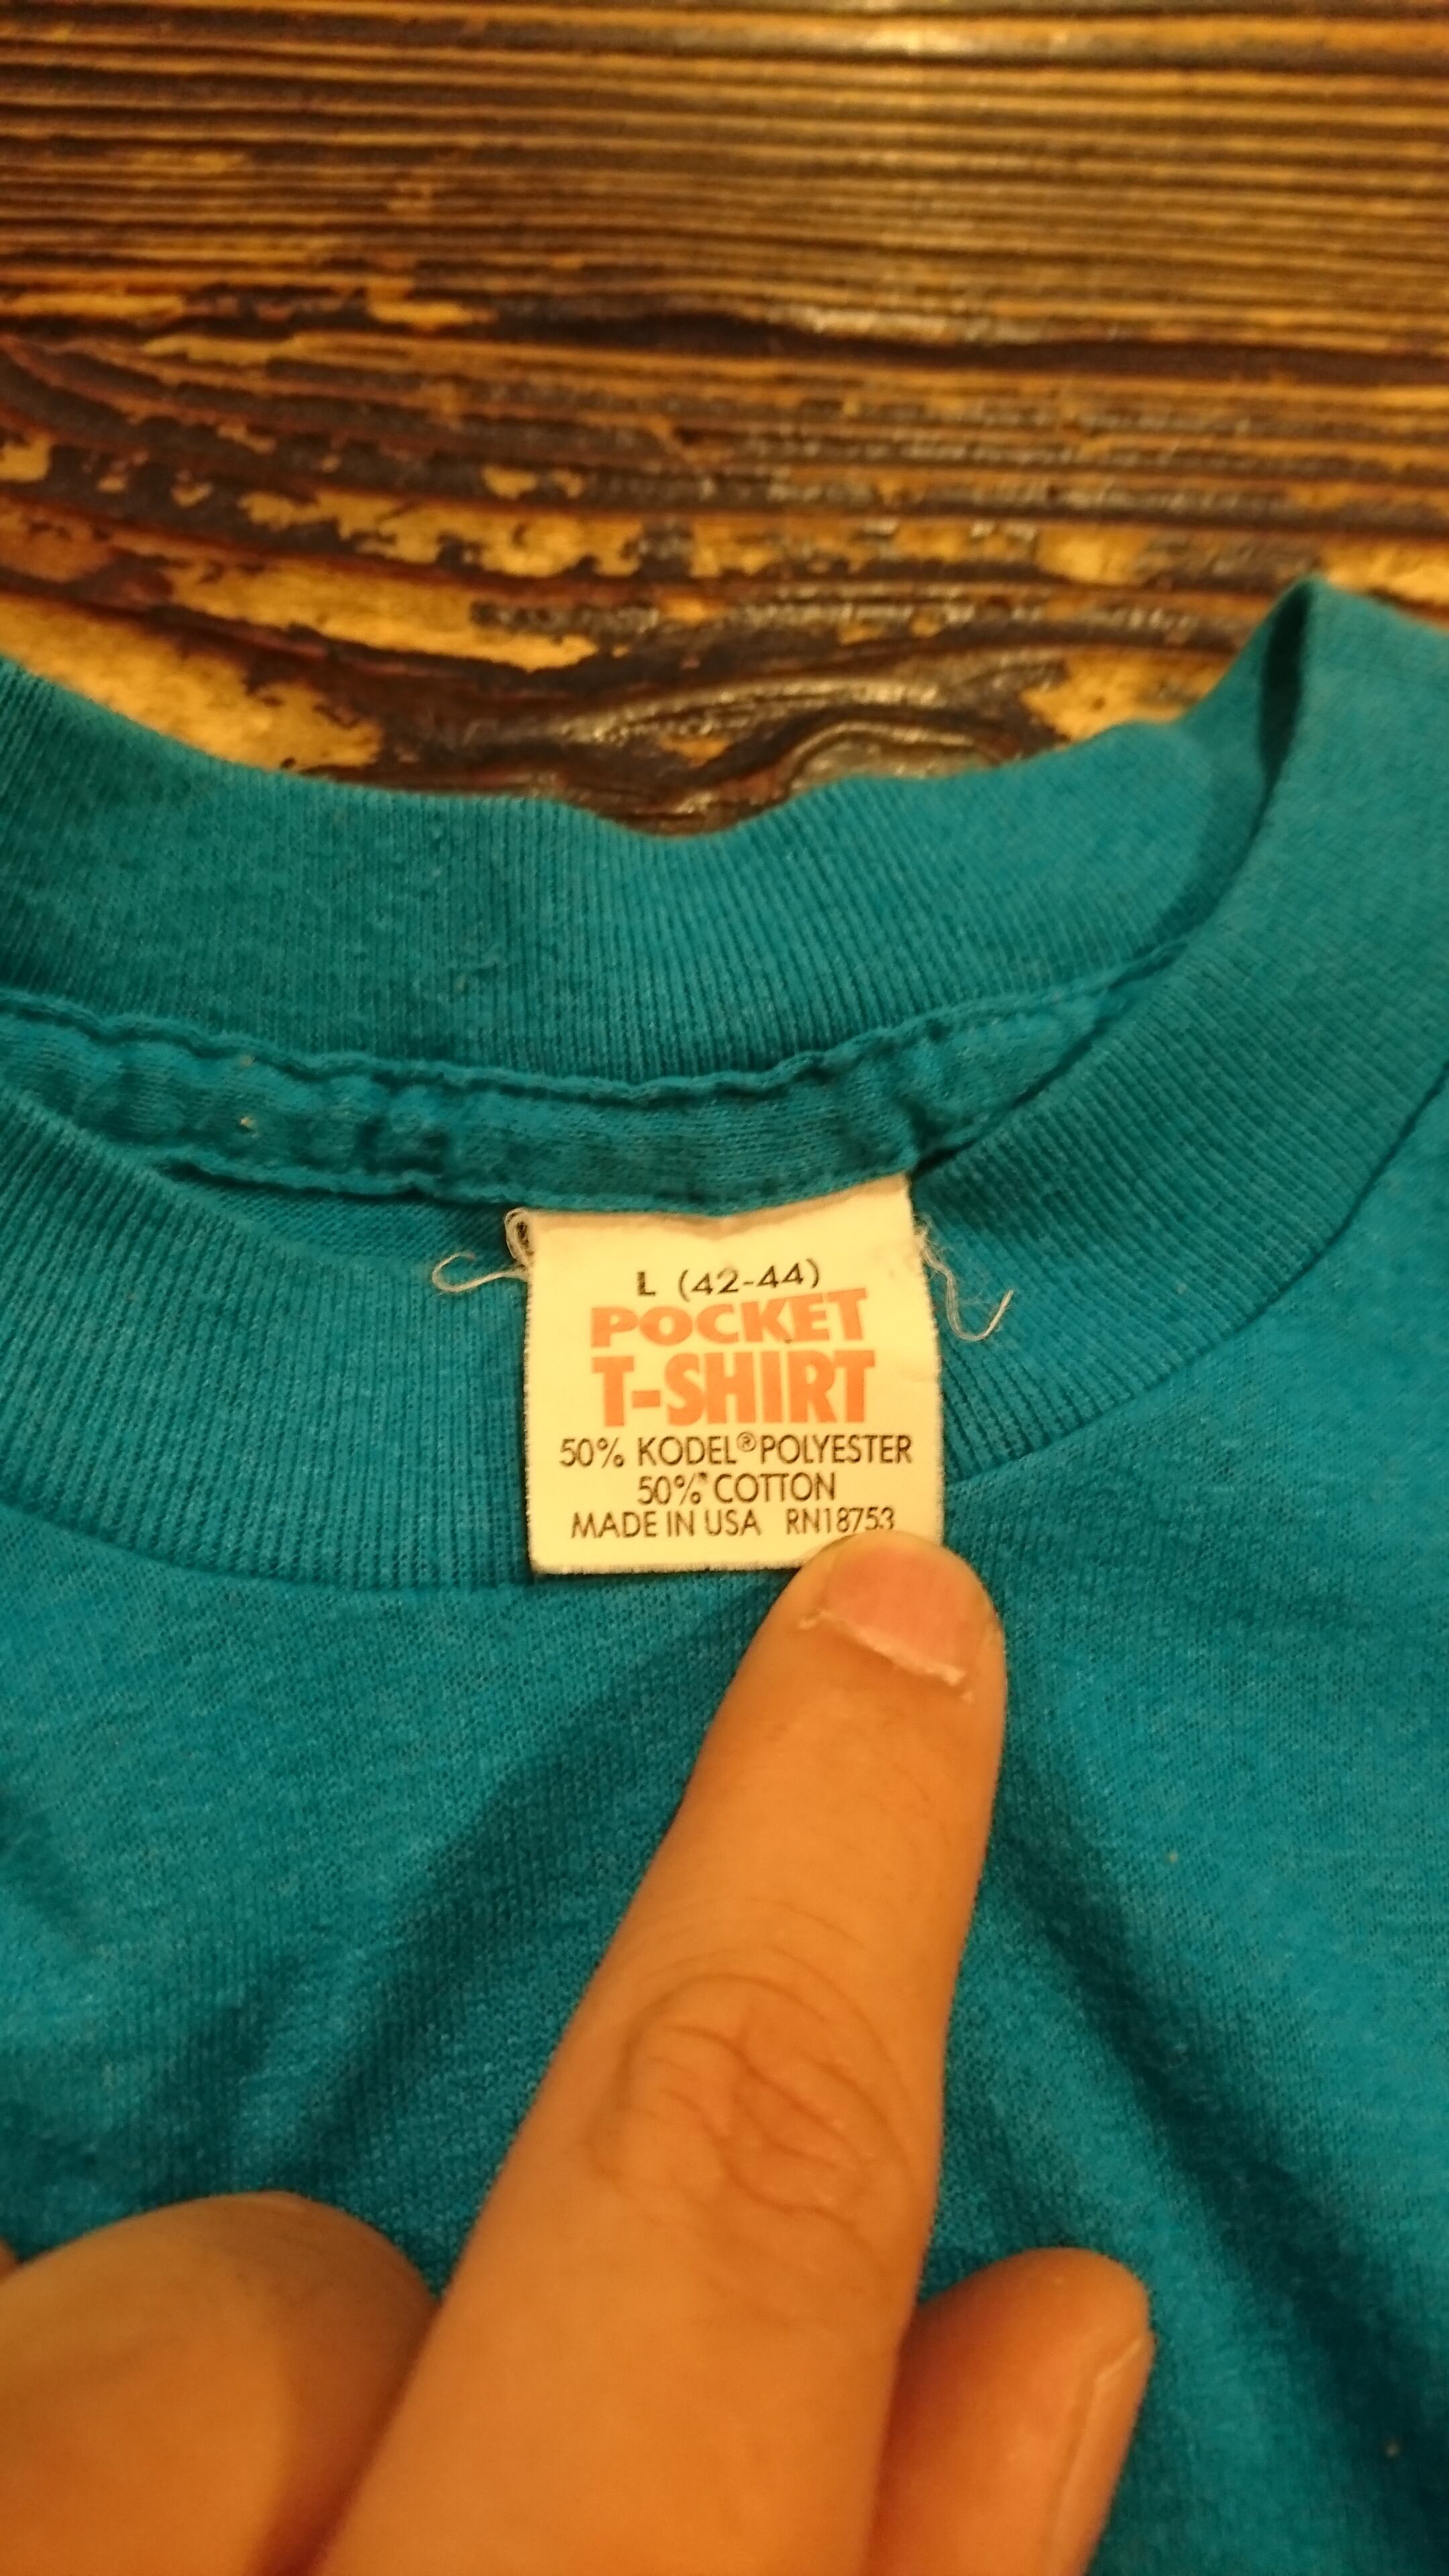 L (42-44)
POCKET
T-SHIRT
50% KODEL® POLYESTER
50% COTTON
MADE IN USA RN18753